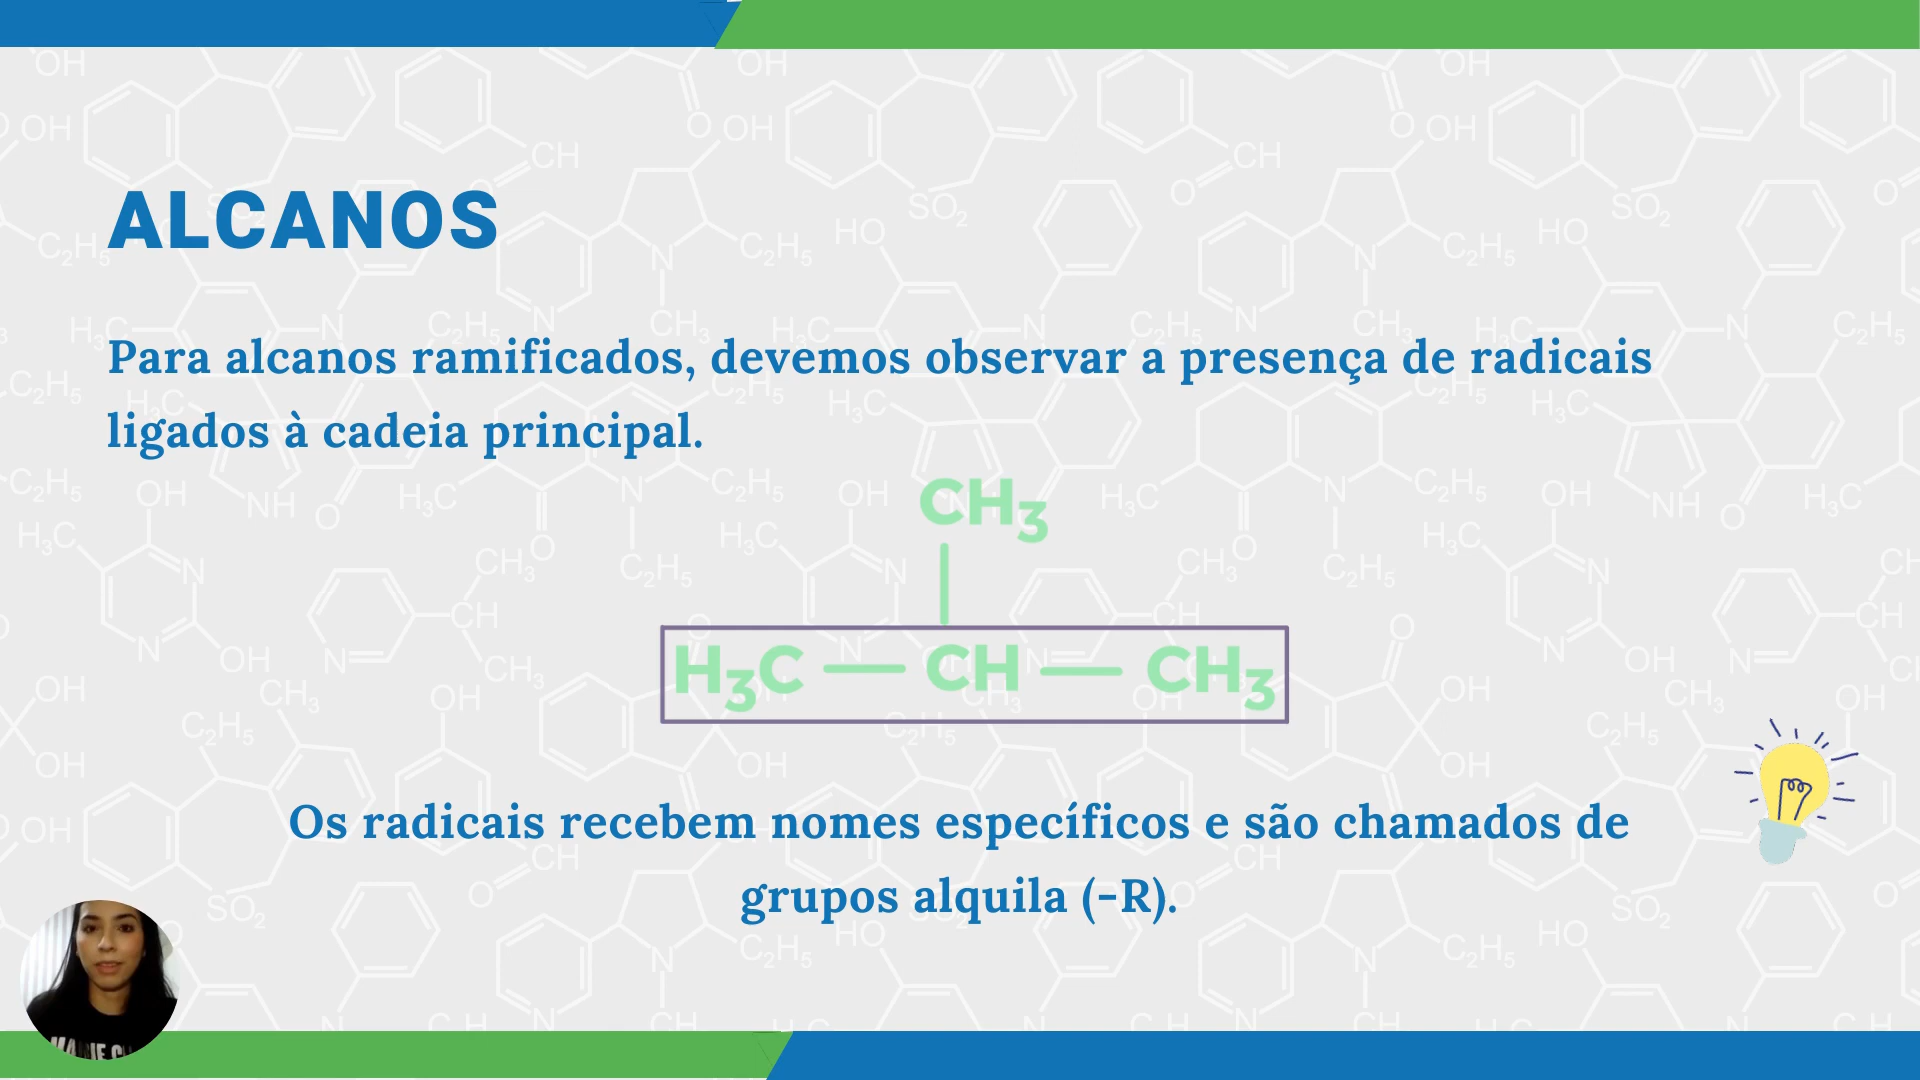 ALCANOS
Para alcanos ramificados, devemos observar a presença de radicais
ligados à cadeia principal.
CH3
H3C — CH — CH3
Os radicais recebem nomes específicos e são chamados de
grupos alquila (-R).